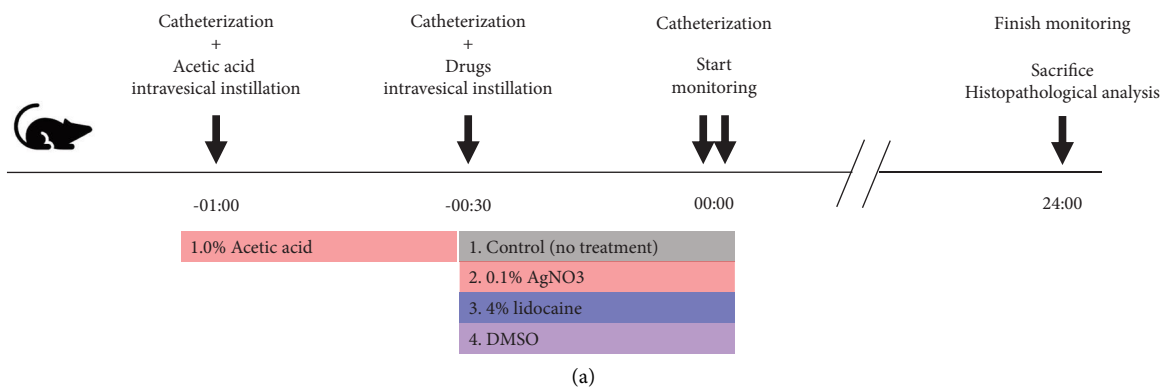 Catheterization
+
Acetic acid
intravesical instillation
Catheterization
+
Drugs
intravesical instillation
Catheterization
Start
monitoring
Finish monitoring
Sacrifice
Histopathological analysis
-01:00
-00:30
00:00
24:00
1.0% Acetic acid
1. Control (no treatment)
2. 0.1% AgNO3
3. 4% lidocaine
4. DMSO
(a)